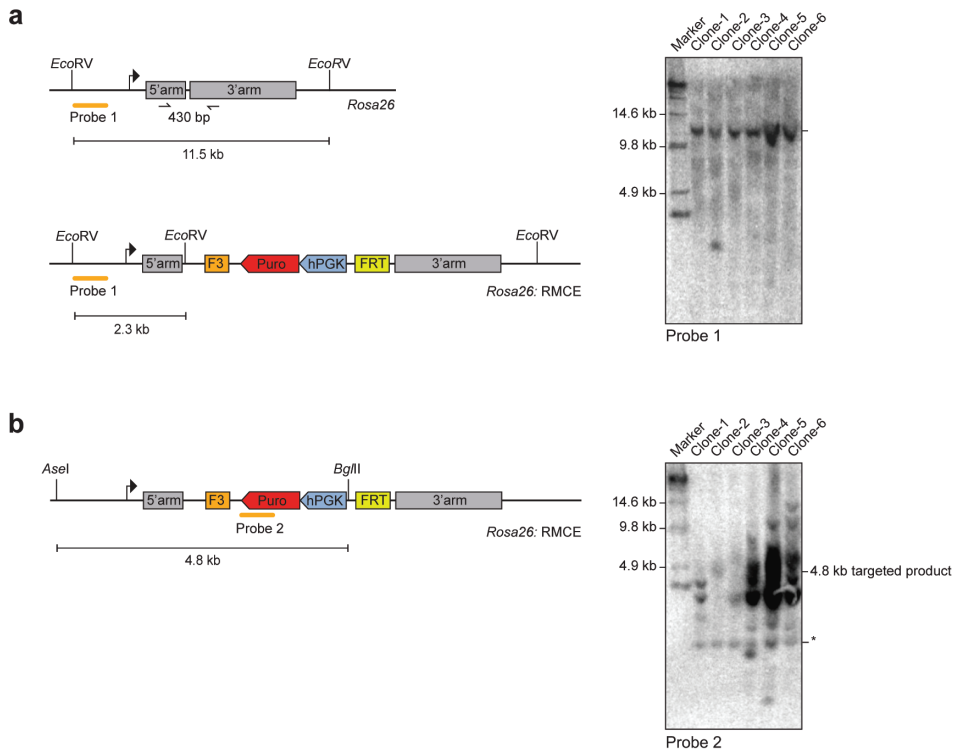 a
EcoRV
EcoRV
5'arm
3'arm
Rosa26
Probe 1
430 bp
11.5 kb
EcoRV
EcoRV
EcoRV
5'arm
F3
Puro
hPGK
FRT
3'arm
Probe 1
Rosa26: RMCE
2.3 kb
Marker
Clone-1
Clone-2
Clone-3
Clone-4
Clone-5
Clone-6
14.6 kb
9.8 kb
4.9 kb
Probe 1
b
AseI
BglII
5'arm
F3
Puro
hPGK
FRT
3'arm
Probe 2
Rosa26: RMCE
4.8 kb
Marker
Clone-1
Clone-2
Clone-3
Clone-4
Clone-5
Clone-6
14.6 kb
9.8 kb
4.9 kb
4.8 kb targeted product
*
Probe 2